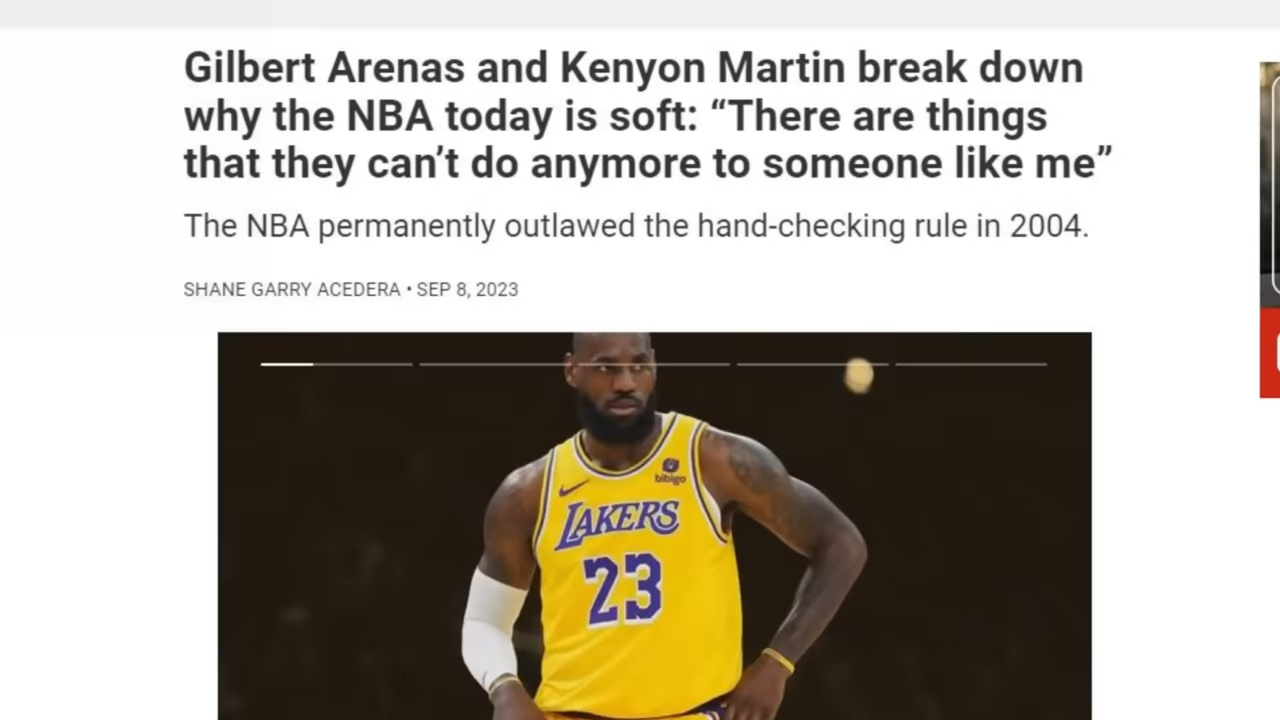 Gilbert Arenas and Kenyon Martin break down
why the NBA today is soft: “There are things
that they can’t do anymore to someone like me”
The NBA permanently outlawed the hand-checking rule in 2004.
SHANE GARRY ACEDERA • SEP 8, 2023
bibigo
LAKERS
23